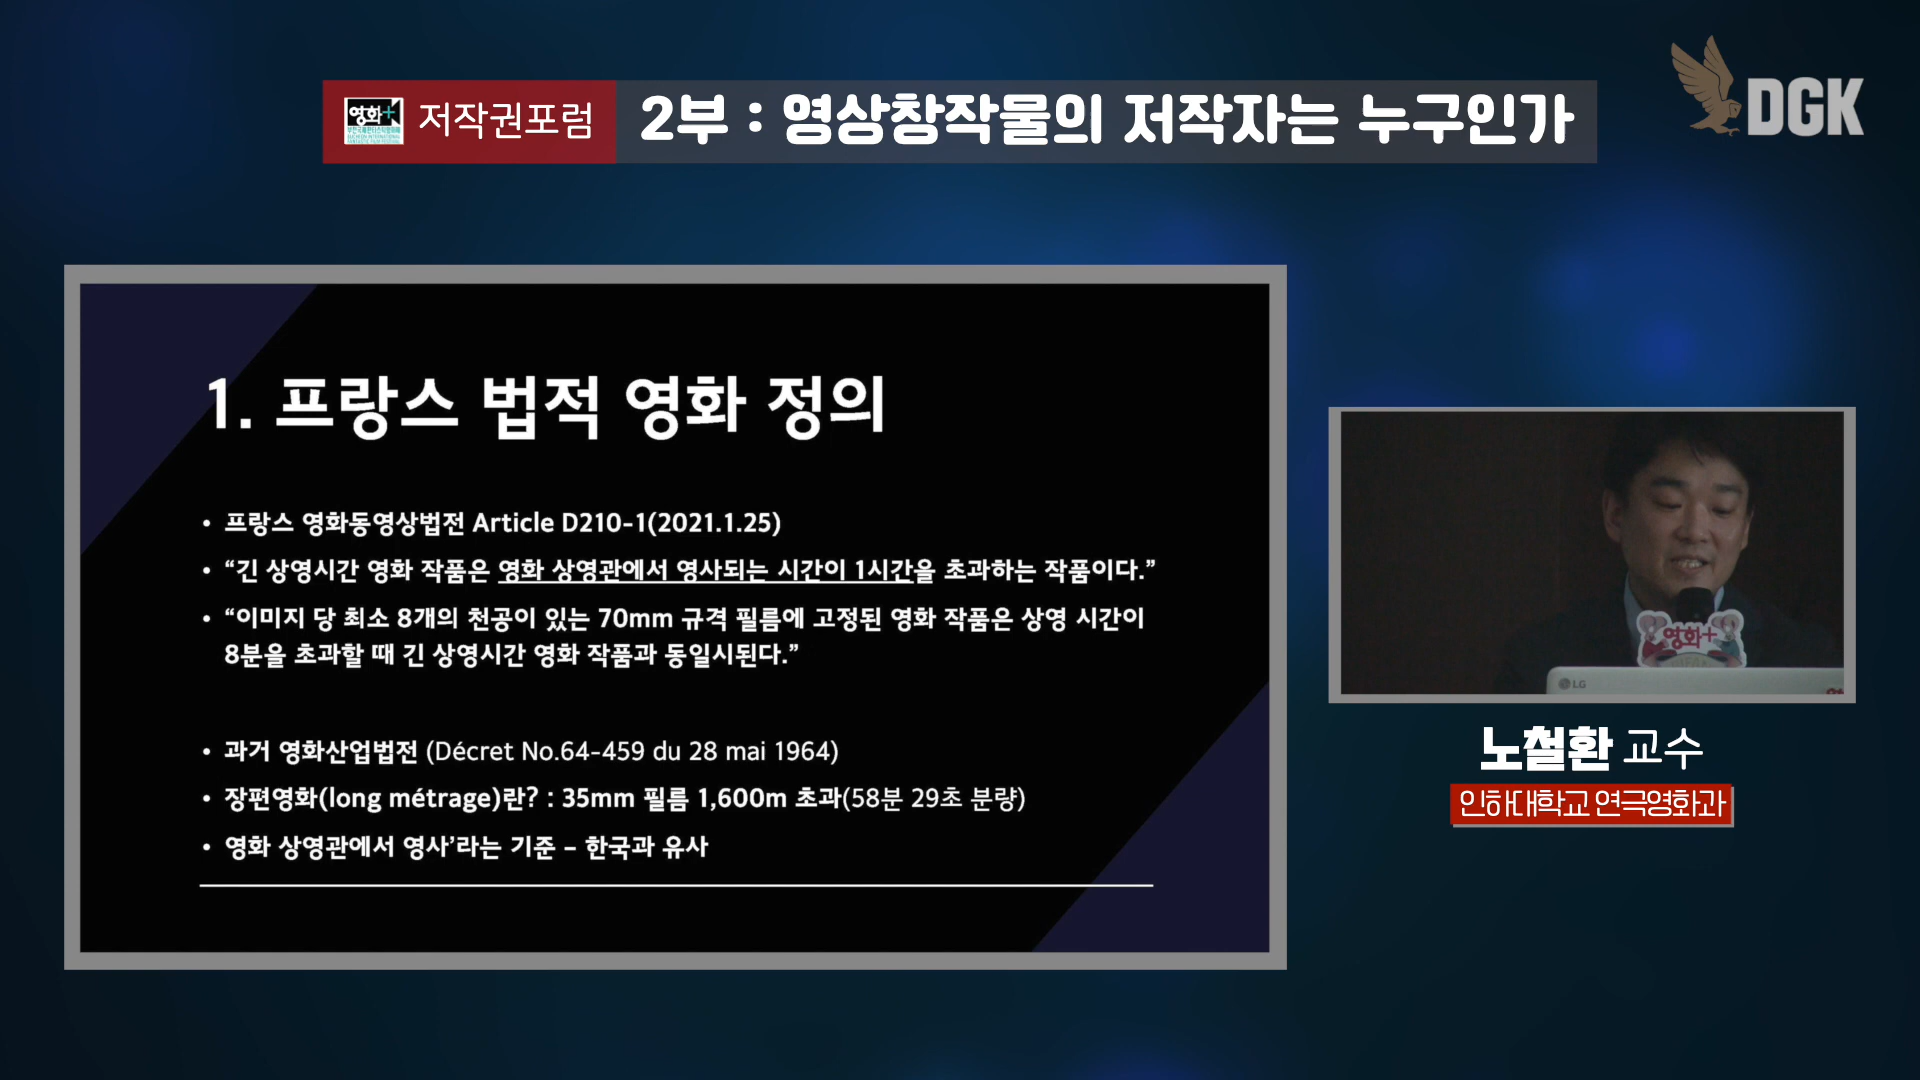 영화+
저작권포럼
2부 : 영상창작물의 저작자는 누구인가
DGK
1. 프랑스 법적 영화 정의
• 프랑스 영화동영상법전 Article D210-1(2021.1.25)
• “긴 상영시간 영화 작품은 영화 상영관에서 영사되는 시간이 1시간을 초과하는 작품이다.”
• “이미지 당 최소 8개의 천공이 있는 70mm 규격 필름에 고정된 영화 작품은 상영 시간이
8분을 초과할 때 긴 상영시간 영화 작품과 동일시된다.”
• 과거 영화산업법전 (Décret No.64-459 du 28 mai 1964)
• 장편영화(long métrage)란? : 35mm 필름 1,600m 초과(58분 29초 분량)
• 영화 상영관에서 영사’라는 기준 – 한국과 유사
영화+
LG
노철환 교수
인하대학교 연극영화과